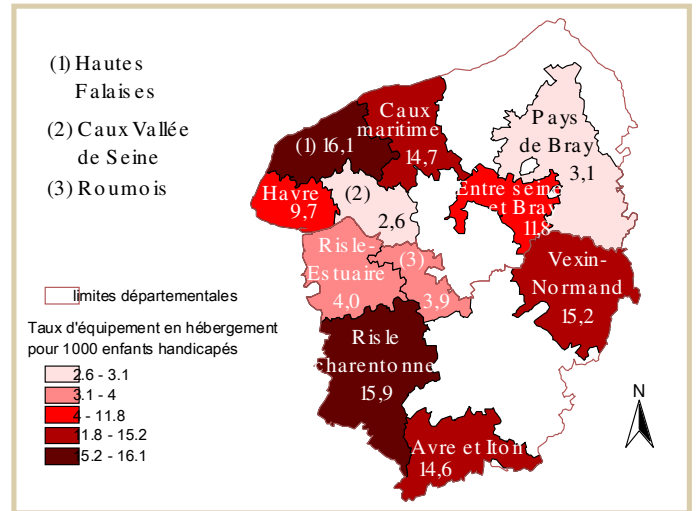 (1) Hautes
Falaises
(2) Caux Vallée
de Seine
(3) Roumois
Caux
maritime
14,7
(1) 16,1
Pays
de Bray
3,1
Havre
9,7
(2)
2,6
Entre seine
et Bray
11,8
Risle-
Estuaire
4,0
(3)
3,9
Vexin-
Normand
15,2
Risle
Charentonne
15,9
Avre et Iton
14,6
limites départementales
Taux d'équipement en hébergement
pour 1000 enfants handicapés
2.6 - 3.1
3.1 - 4
4 - 11.8
11.8 - 15.2
15.2 - 16.1
N